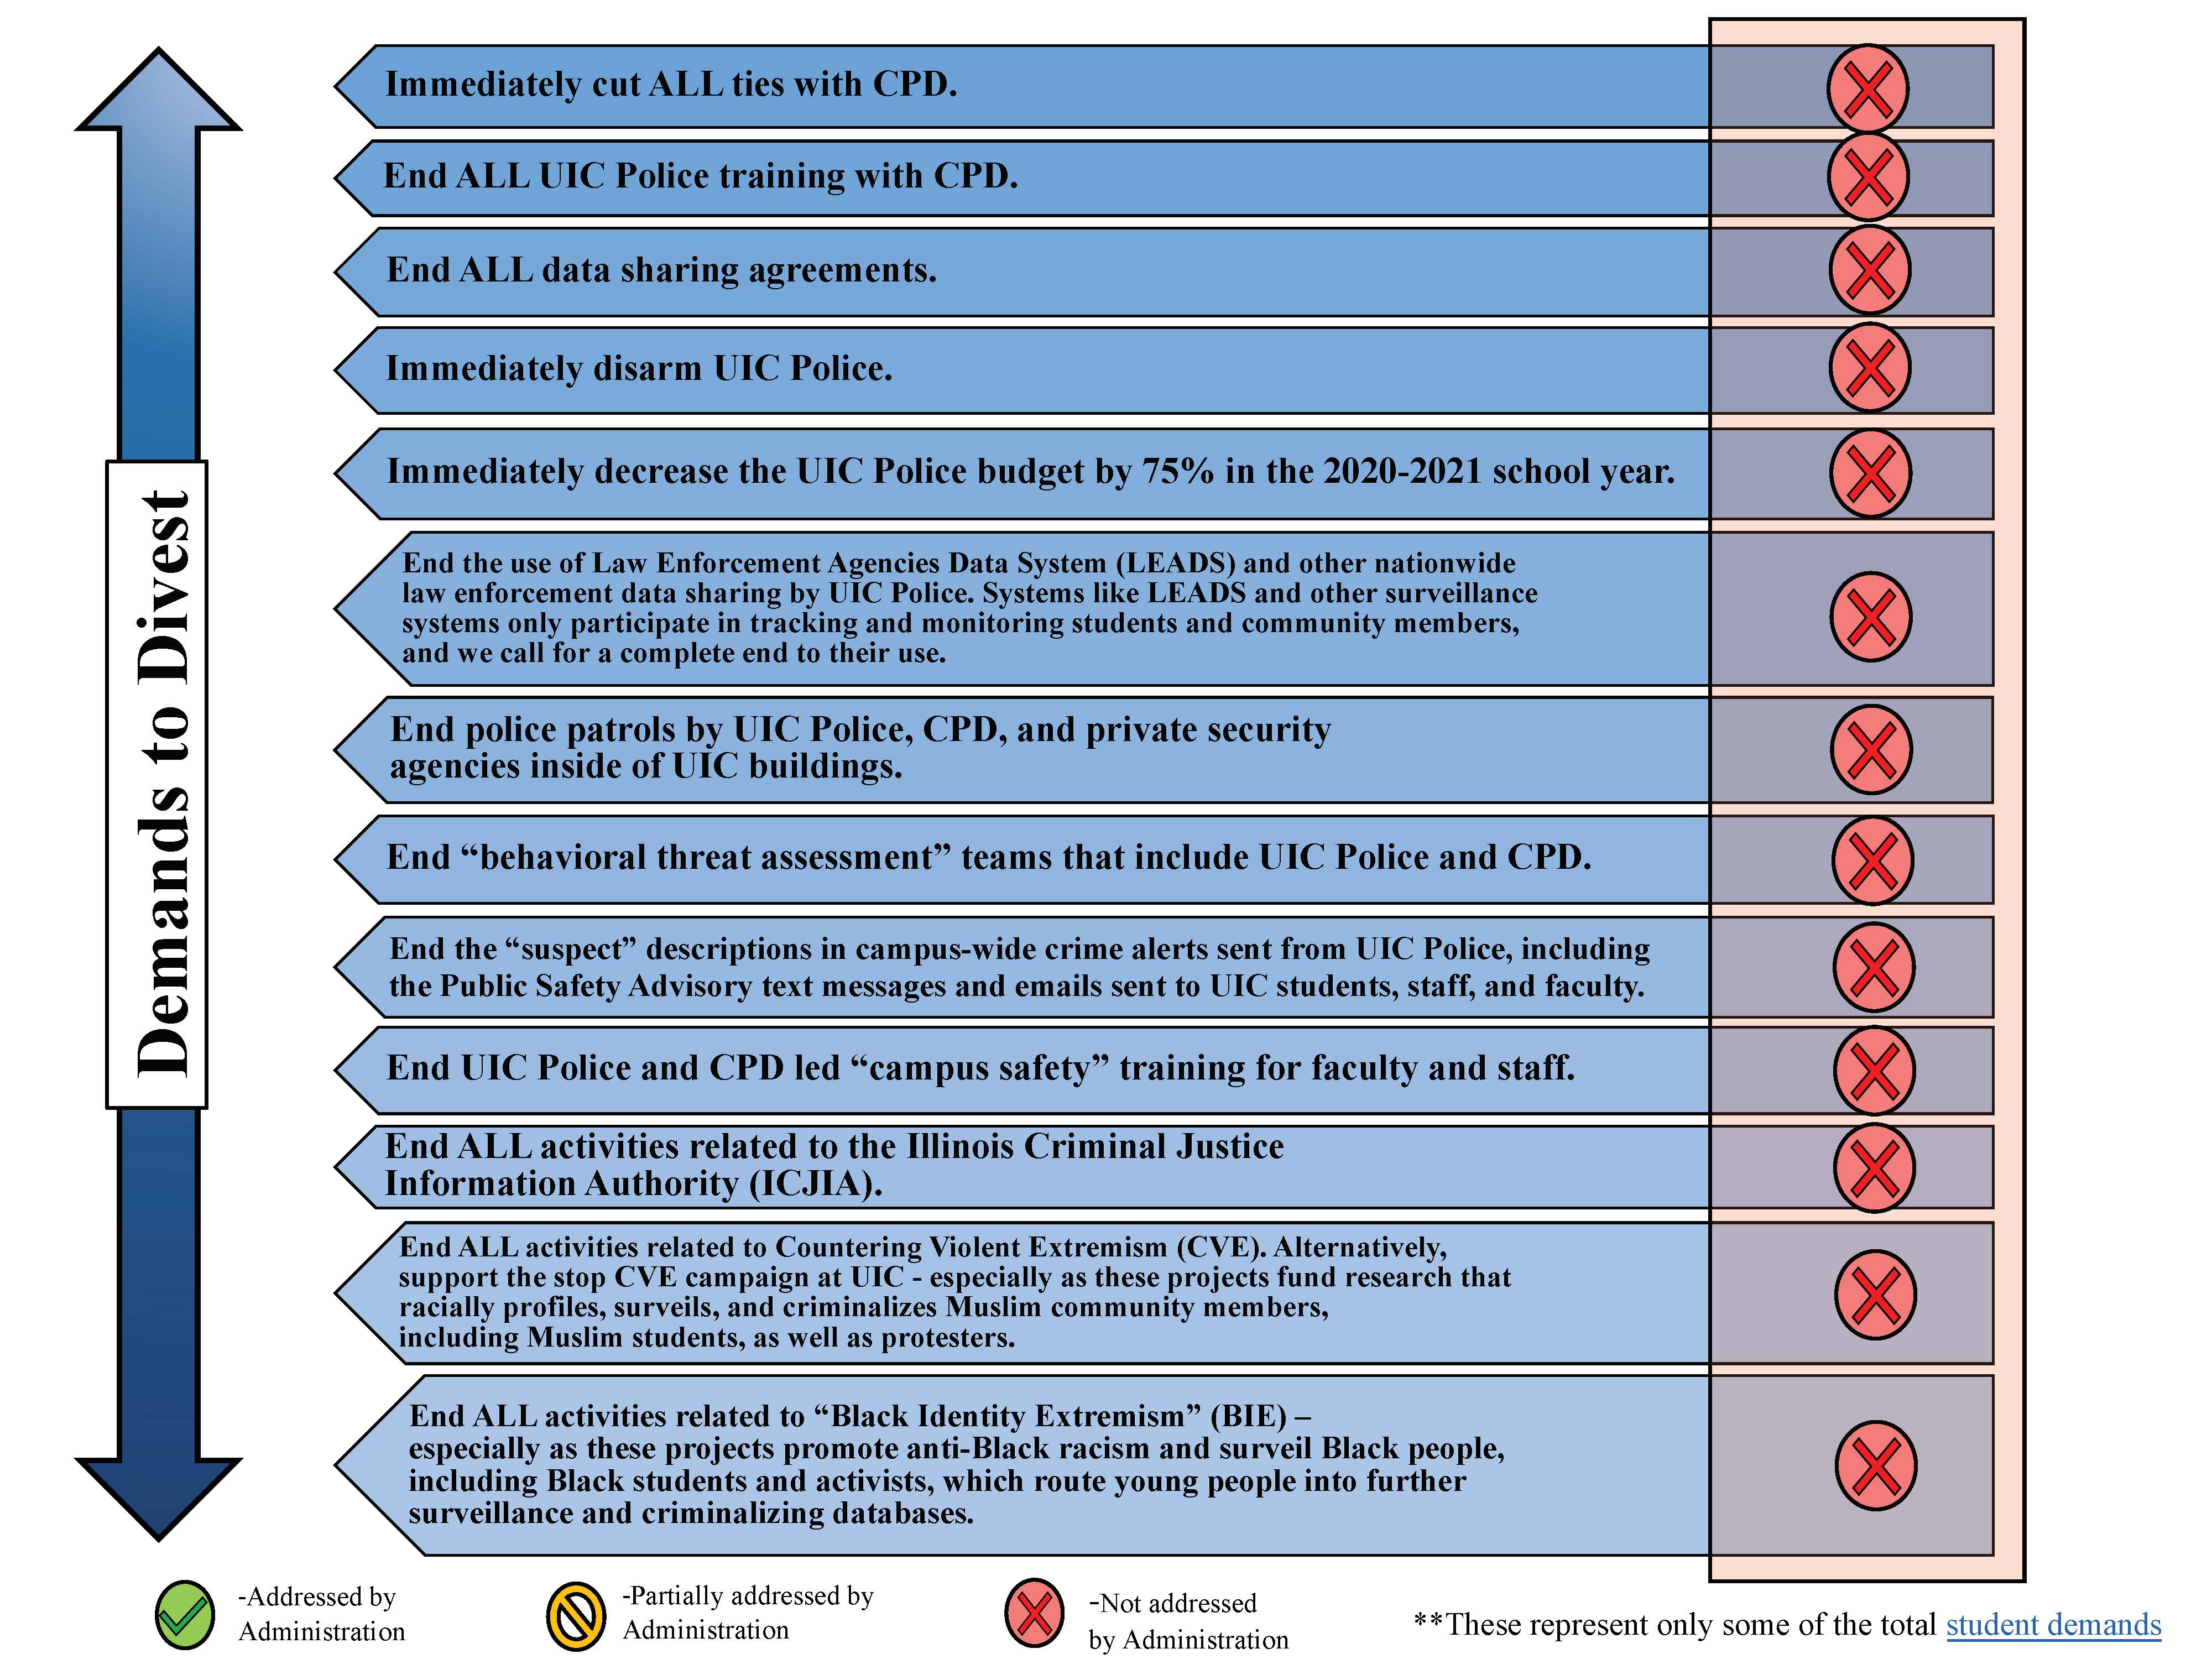 Immediately cut ALL ties with CPD.
End ALL UIC Police training with CPD.
End ALL data sharing agreements.
Immediately disarm UIC Police.
Immediately decrease the UIC Police budget by 75% in the 2020-2021 school year.
End the use of Law Enforcement Agencies Data System (LEADS) and other nationwide
law enforcement data sharing by UIC Police. Systems like LEADS and other surveillance
systems only participate in tracking and monitoring students and community members,
and we call for a complete end to their use.
End police patrols by UIC Police, CPD, and private security
agencies inside of UIC buildings.
End “behavioral threat assessment” teams that include UIC Police and CPD.
End the “suspect” descriptions in campus-wide crime alerts sent from UIC Police, including
the Public Safety Advisory text messages and emails sent to UIC students, staff, and faculty.
End UIC Police and CPD led “campus safety” training for faculty and staff.
End ALL activities related to the Illinois Criminal Justice
Information Authority (ICJIA).
End ALL activities related to Countering Violent Extremism (CVE). Alternatively,
support the stop CVE campaign at UIC - especially as these projects fund research that
racially profiles, surveils, and criminalizes Muslim community members,
including Muslim students, as well as protesters.
End ALL activities related to “Black Identity Extremism” (BIE) –
especially as these projects promote anti-Black racism and surveil Black people,
including Black students and activists, which route young people into further
surveillance and criminalizing databases.
Demands to Divest
-Addressed by
Administration
-Partially addressed by
Administration
-Not addressed
by Administration
**These represent only some of the total student demands